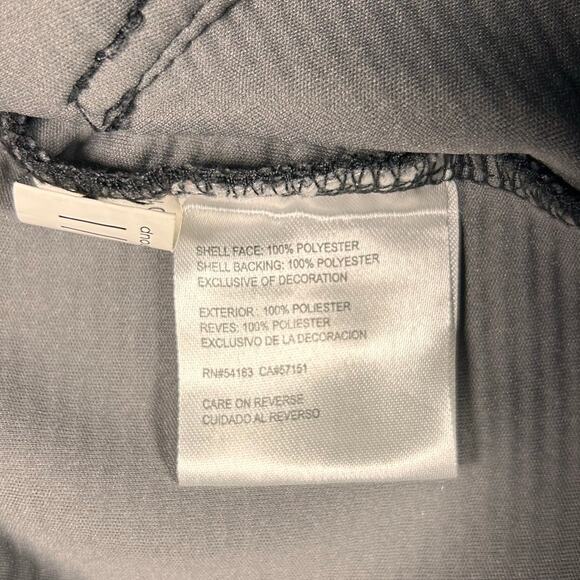 SHELL FACE: 100% POLYESTER
SHELL BACKING: 100% POLYESTER
EXCLUSIVE OF DECORATION
EXTERIOR: 100% POLIESTER
REVES: 100% POLIESTER
EXCLUSIVO DE LA DECORACION
RN#54183 CA#57151
CARE ON REVERSE
CUIDADO AL REVERSO